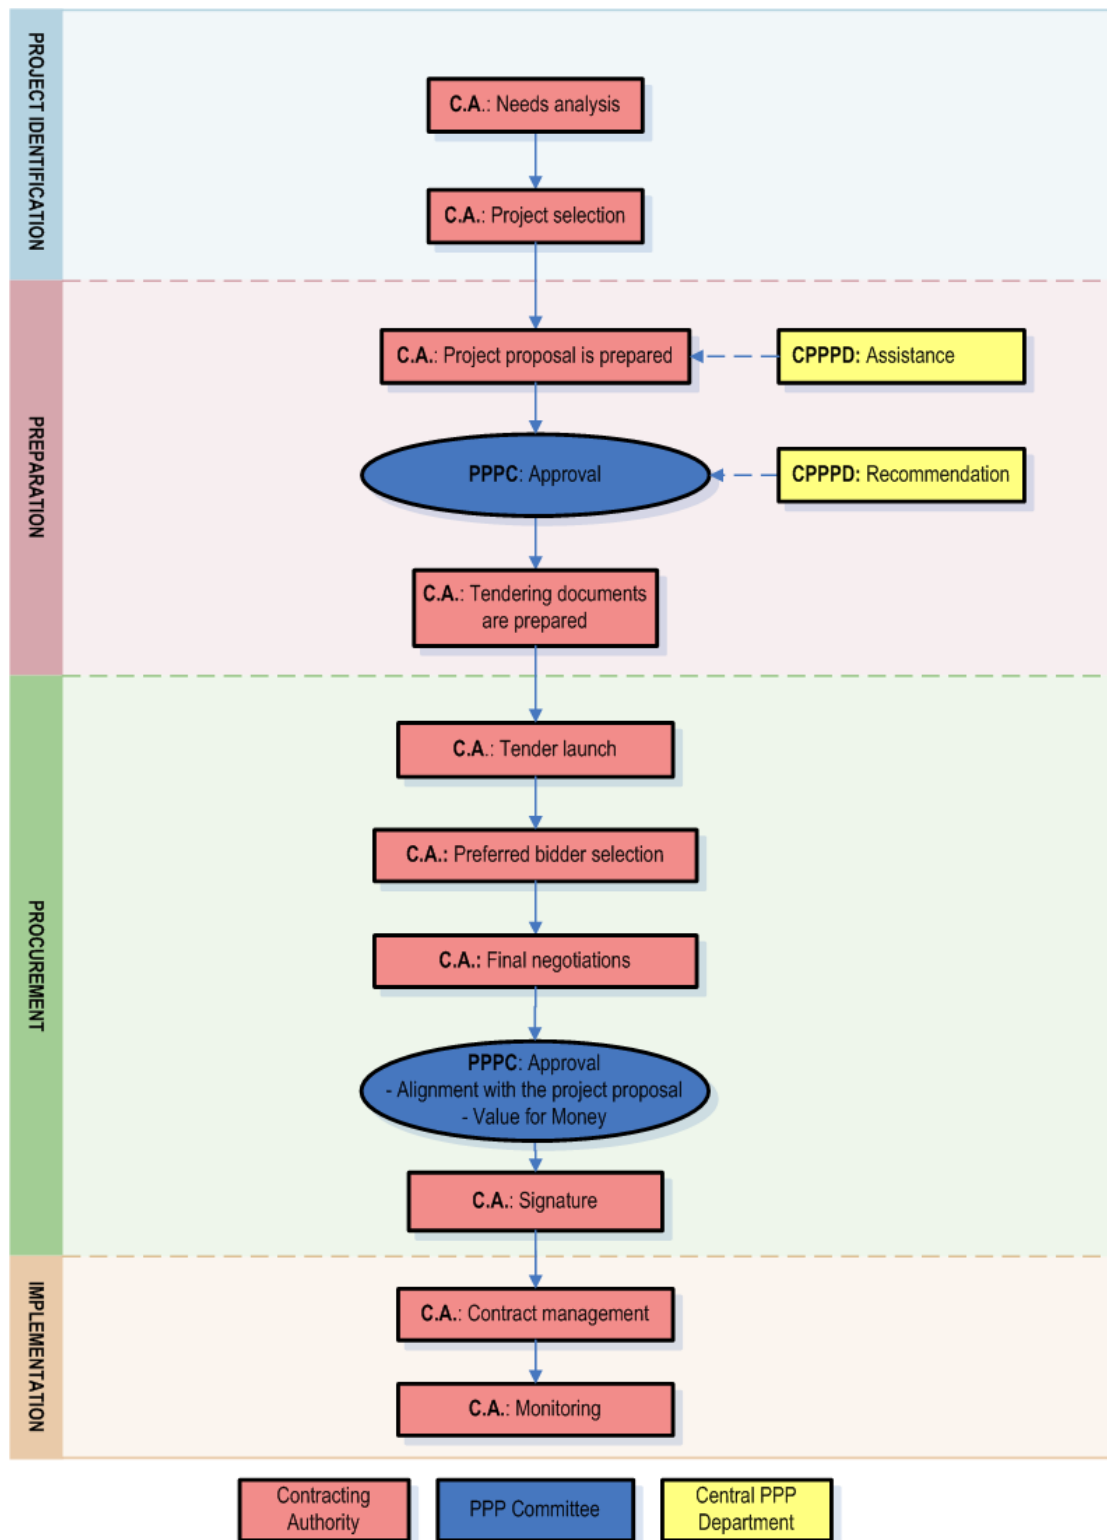 PROJECT IDENTIFICATION
C.A.: Needs analysis
C.A.: Project selection
PREPARATION
C.A.: Project proposal is prepared
CPPPD: Assistance
PPPC: Approval
CPPPD: Recommendation
C.A.: Tendering documents
are prepared
PROCUREMENT
C.A.: Tender launch
C.A.: Preferred bidder selection
C.A.: Final negotiations
PPPC: Approval
- Alignment with the project proposal
- Value for Money
C.A.: Signature
IMPLEMENTATION
C.A.: Contract management
C.A.: Monitoring
Contracting
Authority
PPP Committee
Central PPP
Department